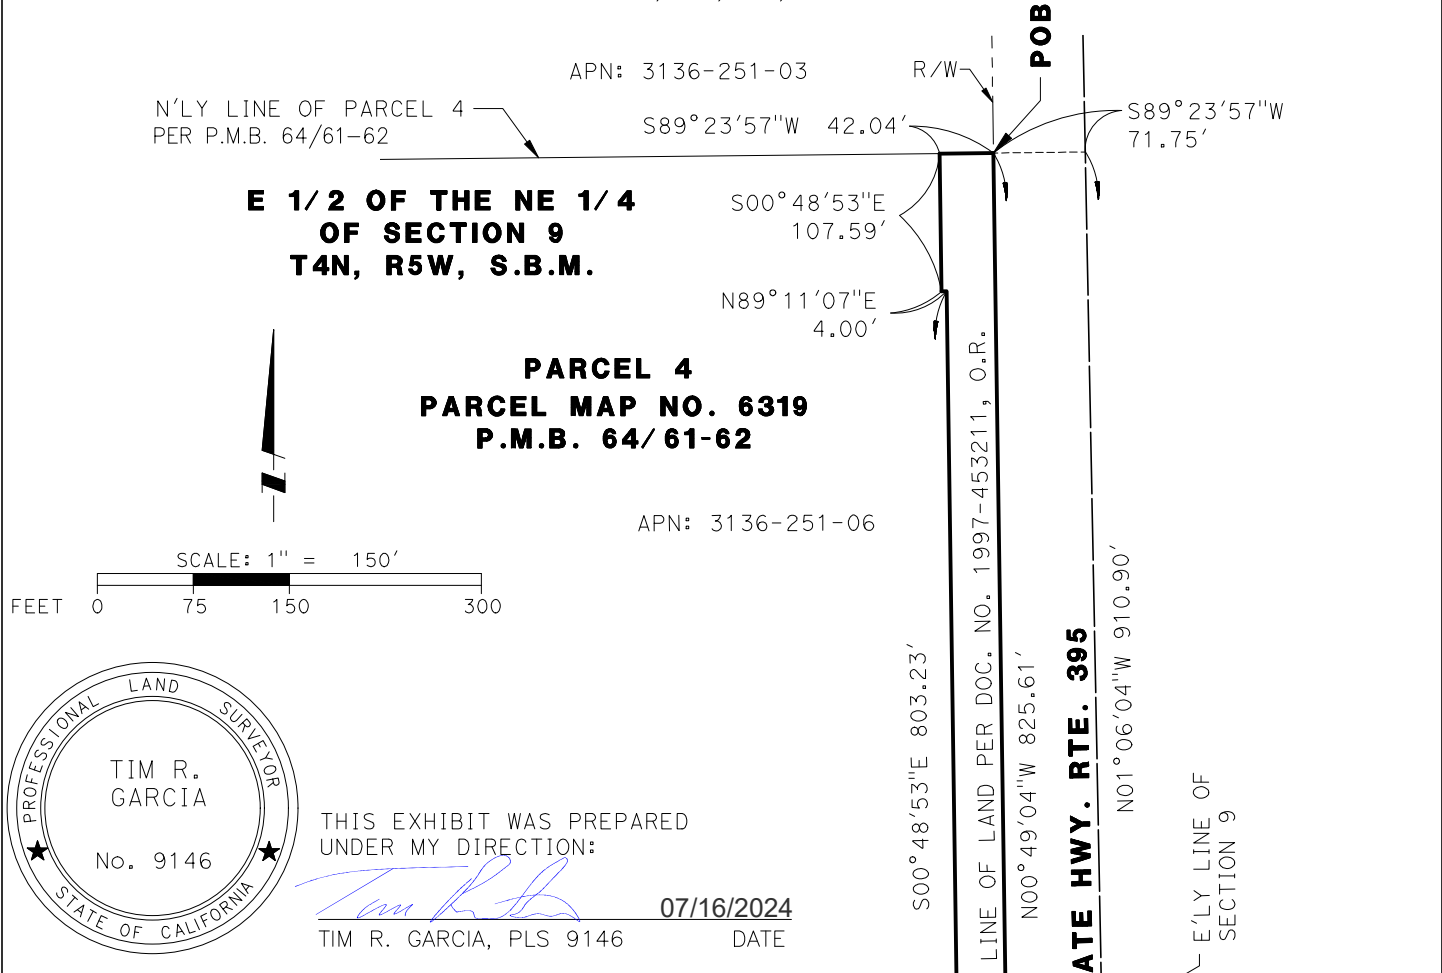 POB
APN: 3136-251-03
R/W
N'LY LINE OF PARCEL 4
PER P.M.B. 64/61-62
S89°23'57"W 42.04'
S89°23'57"W
71.75'
E 1/2 OF THE NE 1/4
OF SECTION 9
T4N, R5W, S.B.M.
S00°48'53"E
107.59'
N89°11'07"E
4.00'
PARCEL 4
PARCEL MAP NO. 6319
P.M.B. 64/61-62
N
APN: 3136-251-06
SCALE: 1" = 150'
FEET 0 75 150 300
S00°48'53"E 803.23'
LINE OF LAND PER DOC. NO. 1997-453211, O.R.
N00°49'04"W 825.61'
ATE HWY. RTE. 395
N01°06'04"W 910.90'
E'LY LINE OF
SECTION 9
PROFESSIONAL LAND SURVEYOR
TIM R.
GARCIA
No. 9146
STATE OF CALIFORNIA
THIS EXHIBIT WAS PREPARED
UNDER MY DIRECTION:
07/16/2024
TIM R. GARCIA, PLS 9146 DATE